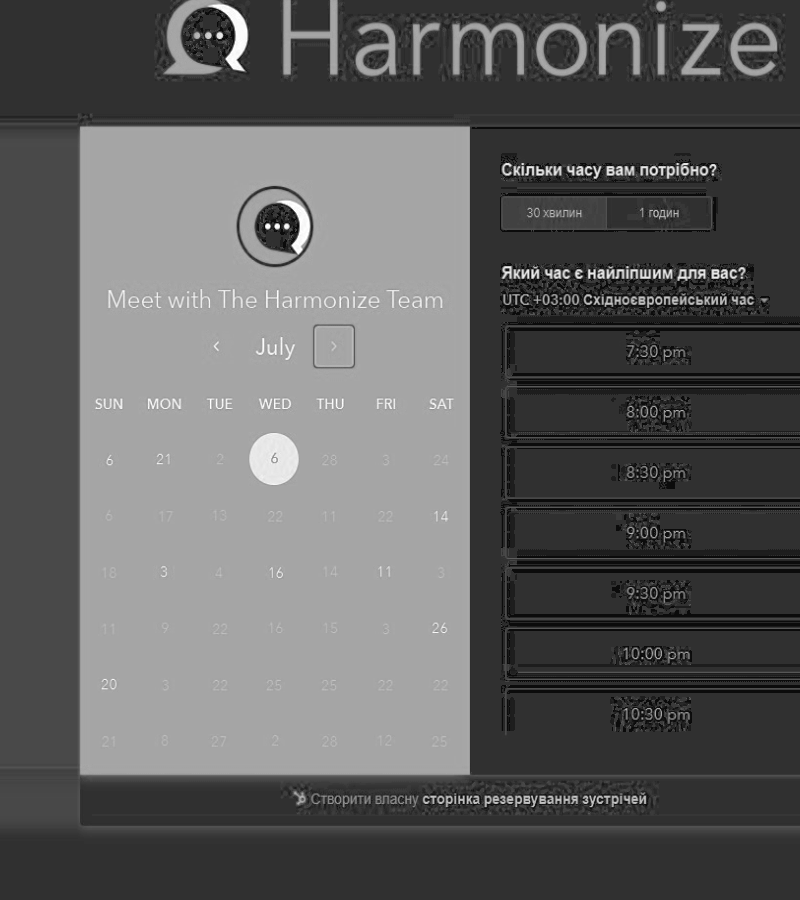 Harmonize
Meet with The Harmonize Team
July
SUN MON TUE WED THU FRI SAT
6 21 2 6 28 3 24
6 17 13 22 11 22 14
18 3 4 16 14 11 3
11 9 22 16 15 3 26
20 3 22 25 25 22 22
21 8 27 2 28 12 25
Скільки часу вам потрібно?
30 хвилин 1 годин
Який час є найліпшим для вас?
UTC +03:00 Східноєвропейський час
7:30 pm
8:00 pm
8:30 pm
9:00 pm
9:30 pm
10:00 pm
10:30 pm
Створити власну сторінка резервування зустрічей